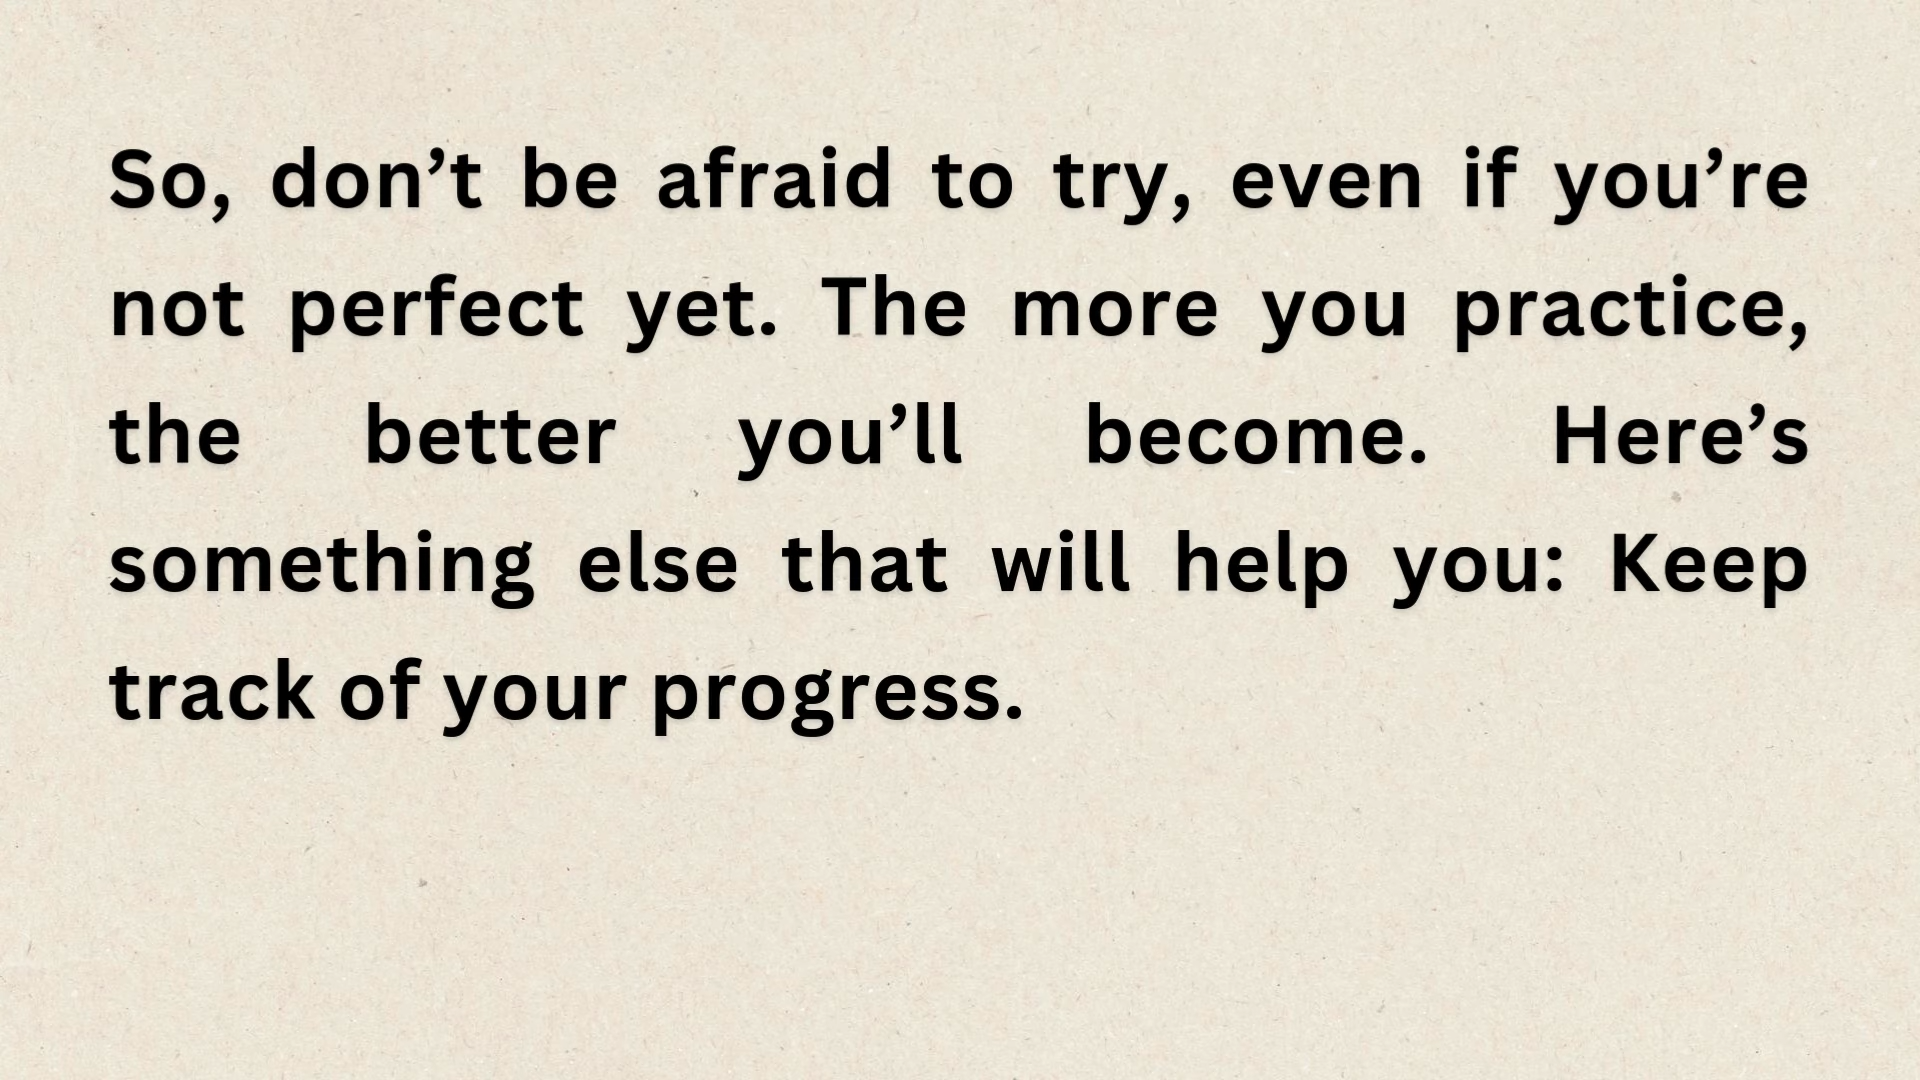 So, don’t be afraid to try, even if you’re
not perfect yet. The more you practice,
the better you’ll become. Here’s
something else that will help you: Keep
track of your progress.